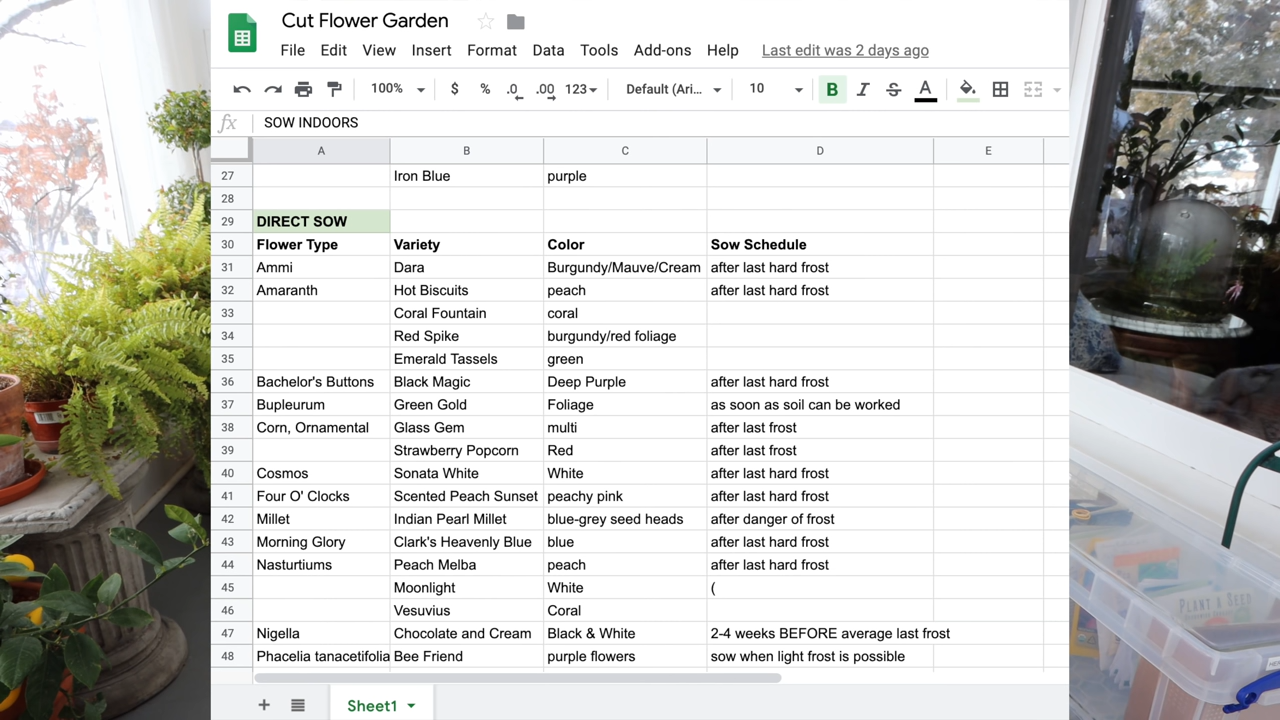 Cut Flower Garden
File Edit View Insert Format Data Tools Add-ons Help Last edit was 2 days ago
100% $ % .0 .00 123 Default (Ari... 10 B I S A
fx SOW INDOORS
A B C D E
27 Iron Blue purple
28
29 DIRECT SOW
30 Flower Type Variety Color Sow Schedule
31 Ammi Dara Burgundy/Mauve/Cream after last hard frost
32 Amaranth Hot Biscuits peach after last hard frost
33 Coral Fountain coral
34 Red Spike burgundy/red foliage
35 Emerald Tassels green
36 Bachelor's Buttons Black Magic Deep Purple after last hard frost
37 Bupleurum Green Gold Foliage as soon as soil can be worked
38 Corn, Ornamental Glass Gem multi after last frost
39 Strawberry Popcorn Red after last frost
40 Cosmos Sonata White White after last hard frost
41 Four O' Clocks Scented Peach Sunset peachy pink after last hard frost
42 Millet Indian Pearl Millet blue-grey seed heads after danger of frost
43 Morning Glory Clark's Heavenly Blue blue after last hard frost
44 Nasturtiums Peach Melba peach after last hard frost
45 Moonlight White (
46 Vesuvius Coral
47 Nigella Chocolate and Cream Black & White 2-4 weeks BEFORE average last frost
48 Phacelia tanacetifolia Bee Friend purple flowers sow when light frost is possible
+ Sheet1
PLANT A SEED